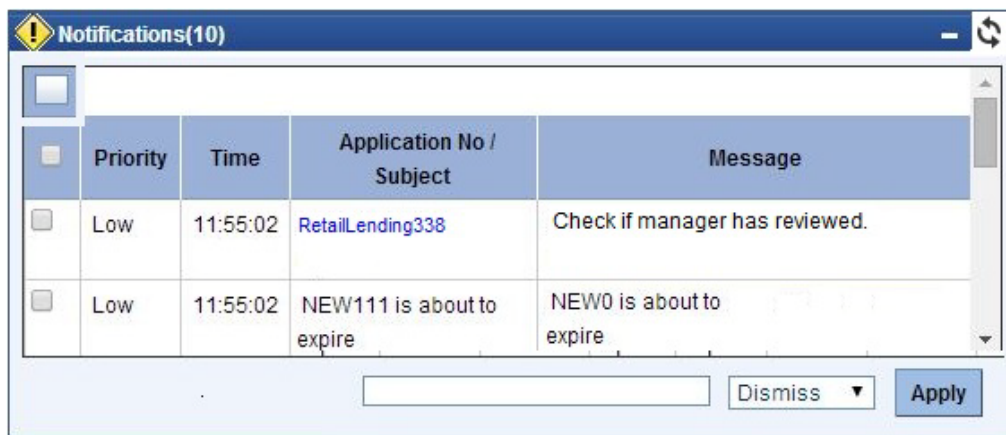 Notifications(10)
Priority Time Application No / Subject Message
Low 11:55:02 RetailLending338 Check if manager has reviewed.
Low 11:55:02 NEW111 is about to expire NEW0 is about to expire
Dismiss Apply